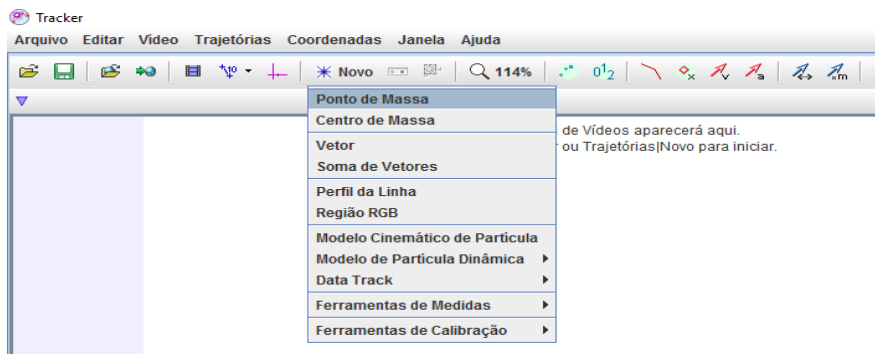 Tracker
Arquivo Editar Vídeo Trajetórias Coordenadas Janela Ajuda
Novo 114%
Ponto de Massa
Centro de Massa
de Vídeos aparecerá aqui.
Vetor
ou Trajetórias|Novo para iniciar.
Soma de Vetores
Perfil da Linha
Região RGB
Modelo Cinemático de Partícula
Modelo de Partícula Dinâmica
Data Track
Ferramentas de Medidas
Ferramentas de Calibração